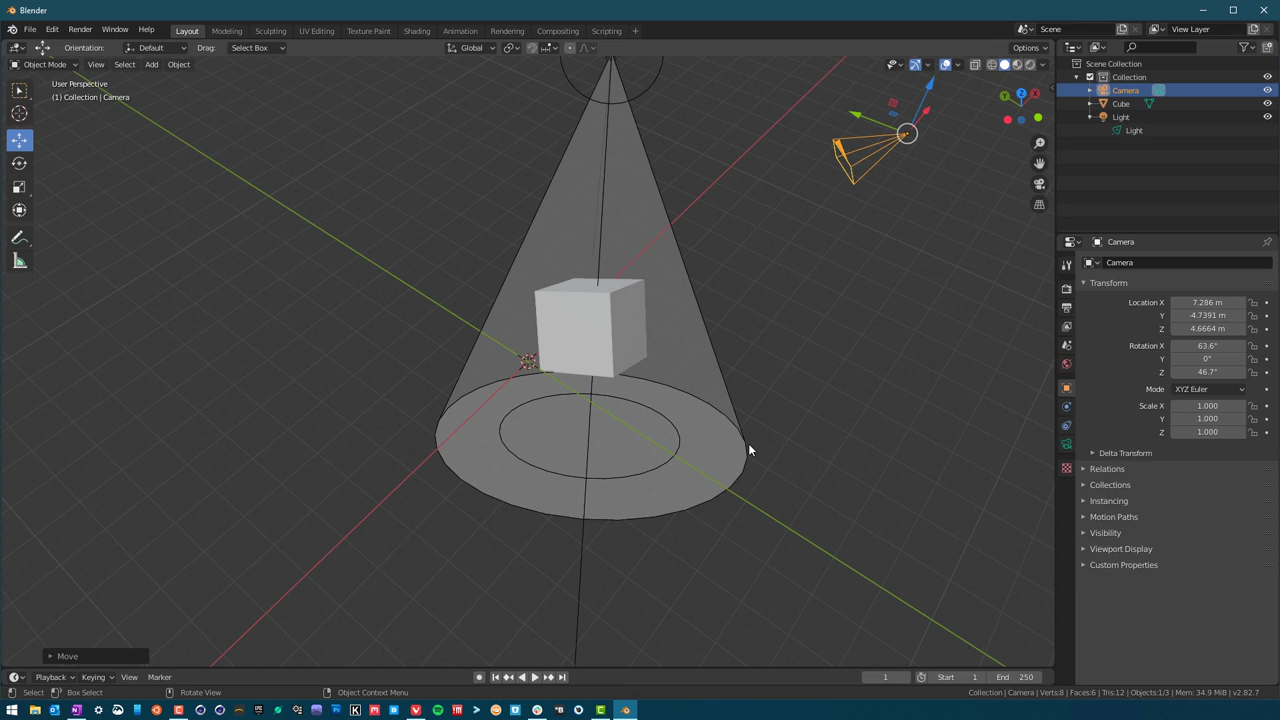 Blender
File Edit Render Window Help Layout Modeling Sculpting UV Editing Texture Paint Shading Animation Rendering Compositing Scripting + Scene View Layer
Orientation: Default Drag: Select Box Global Options
Object Mode View Select Add Object
User Perspective
(1) Collection | Camera
Move
Scene Collection
Collection
Camera
Cube
Light
Light
Camera
Camera
Transform
Location X 7.286 m
Y -4.7391 m
Z 4.6664 m
Rotation X 63.6°
Y 0°
Z 46.7°
Mode XYZ Euler
Scale X 1.000
Y 1.000
Z 1.000
Delta Transform
Relations
Collections
Instancing
Motion Paths
Visibility
Viewport Display
Custom Properties
Playback Keying View Marker 1 Start 1 End 250
Select Box Select Rotate View Object Context Menu Collection | Camera | Verts:8 | Faces:6 | Tris:12 | Objects:1/3 | Mem: 34.9 MiB | v2.82.7